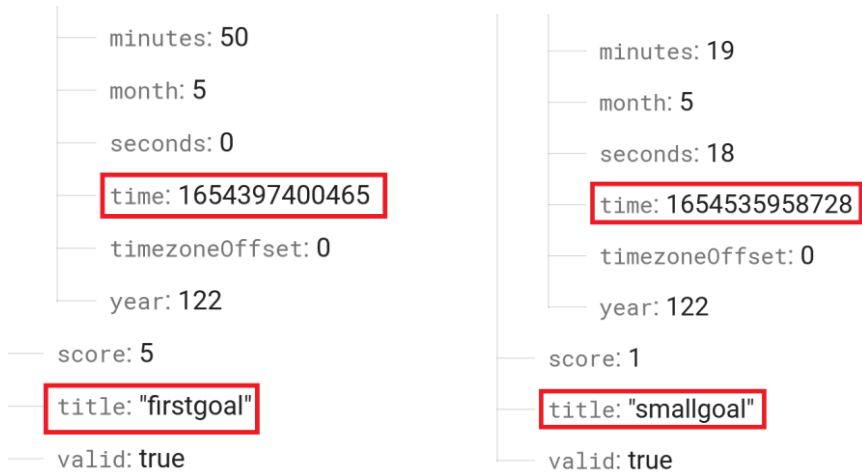 minutes: 50
month: 5
seconds: 0
time: 1654397400465
timezoneOffset: 0
year: 122
score: 5
title: "firstgoal"
valid: true
minutes: 19
month: 5
seconds: 18
time: 1654535958728
timezoneOffset: 0
year: 122
score: 1
title: "smallgoal"
valid: true